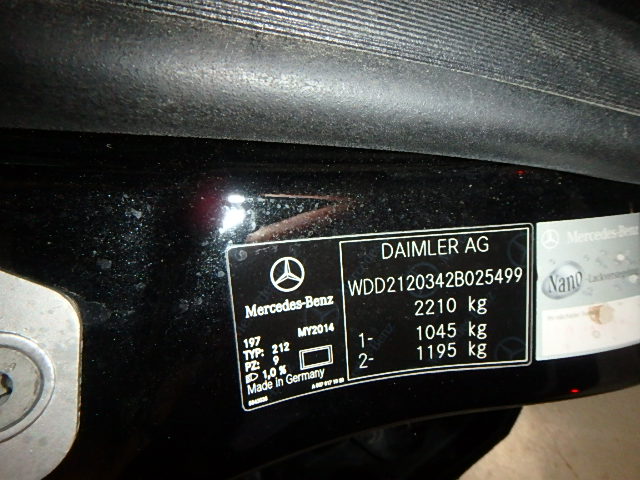 DAIMLER AG
WDD2120342B025499
2210 kg
1- 1045 kg
2- 1195 kg
Mercedes-Benz
197 MY2014
TYP: 212
PZ: 9
1,0 %
Made in Germany
Mercedes-Benz
Nano